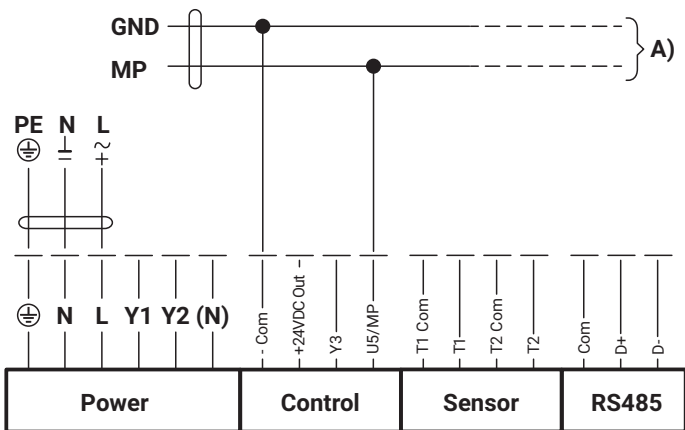 GND
MP
A)
PE N L
N L Y1 Y2 (N)
- Com
+24VDC Out -
Y3
U5/MP
T1 Com
T1
T2 Com
T2
Com
D+
D-
Power Control Sensor RS485